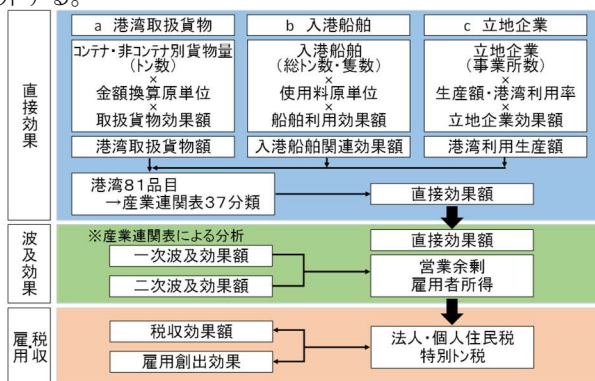 する。
a 港湾取扱貨物
b 入港船舶
c 立地企業
コンテナ・非コンテナ別貨物量
(トン数)
×
金額換算原単位
×
取扱貨物効果額
入港船舶
(総トン数・隻数)
×
使用料原単位
×
船舶利用効果額
立地企業
(事業所数)
×
生産額・港湾利用率
×
立地企業効果額
直接効果
港湾取扱貨物額
入港船舶関連効果額
港湾利用生産額
港湾81品目
→産業連関表37分類
直接効果額
波及効果
※産業連関表による分析
直接効果額
一次波及効果額
二次波及効果額
営業余剰
雇用者所得
雇用・税収
税収効果額
雇用創出効果
法人・個人住民税
特別トン税